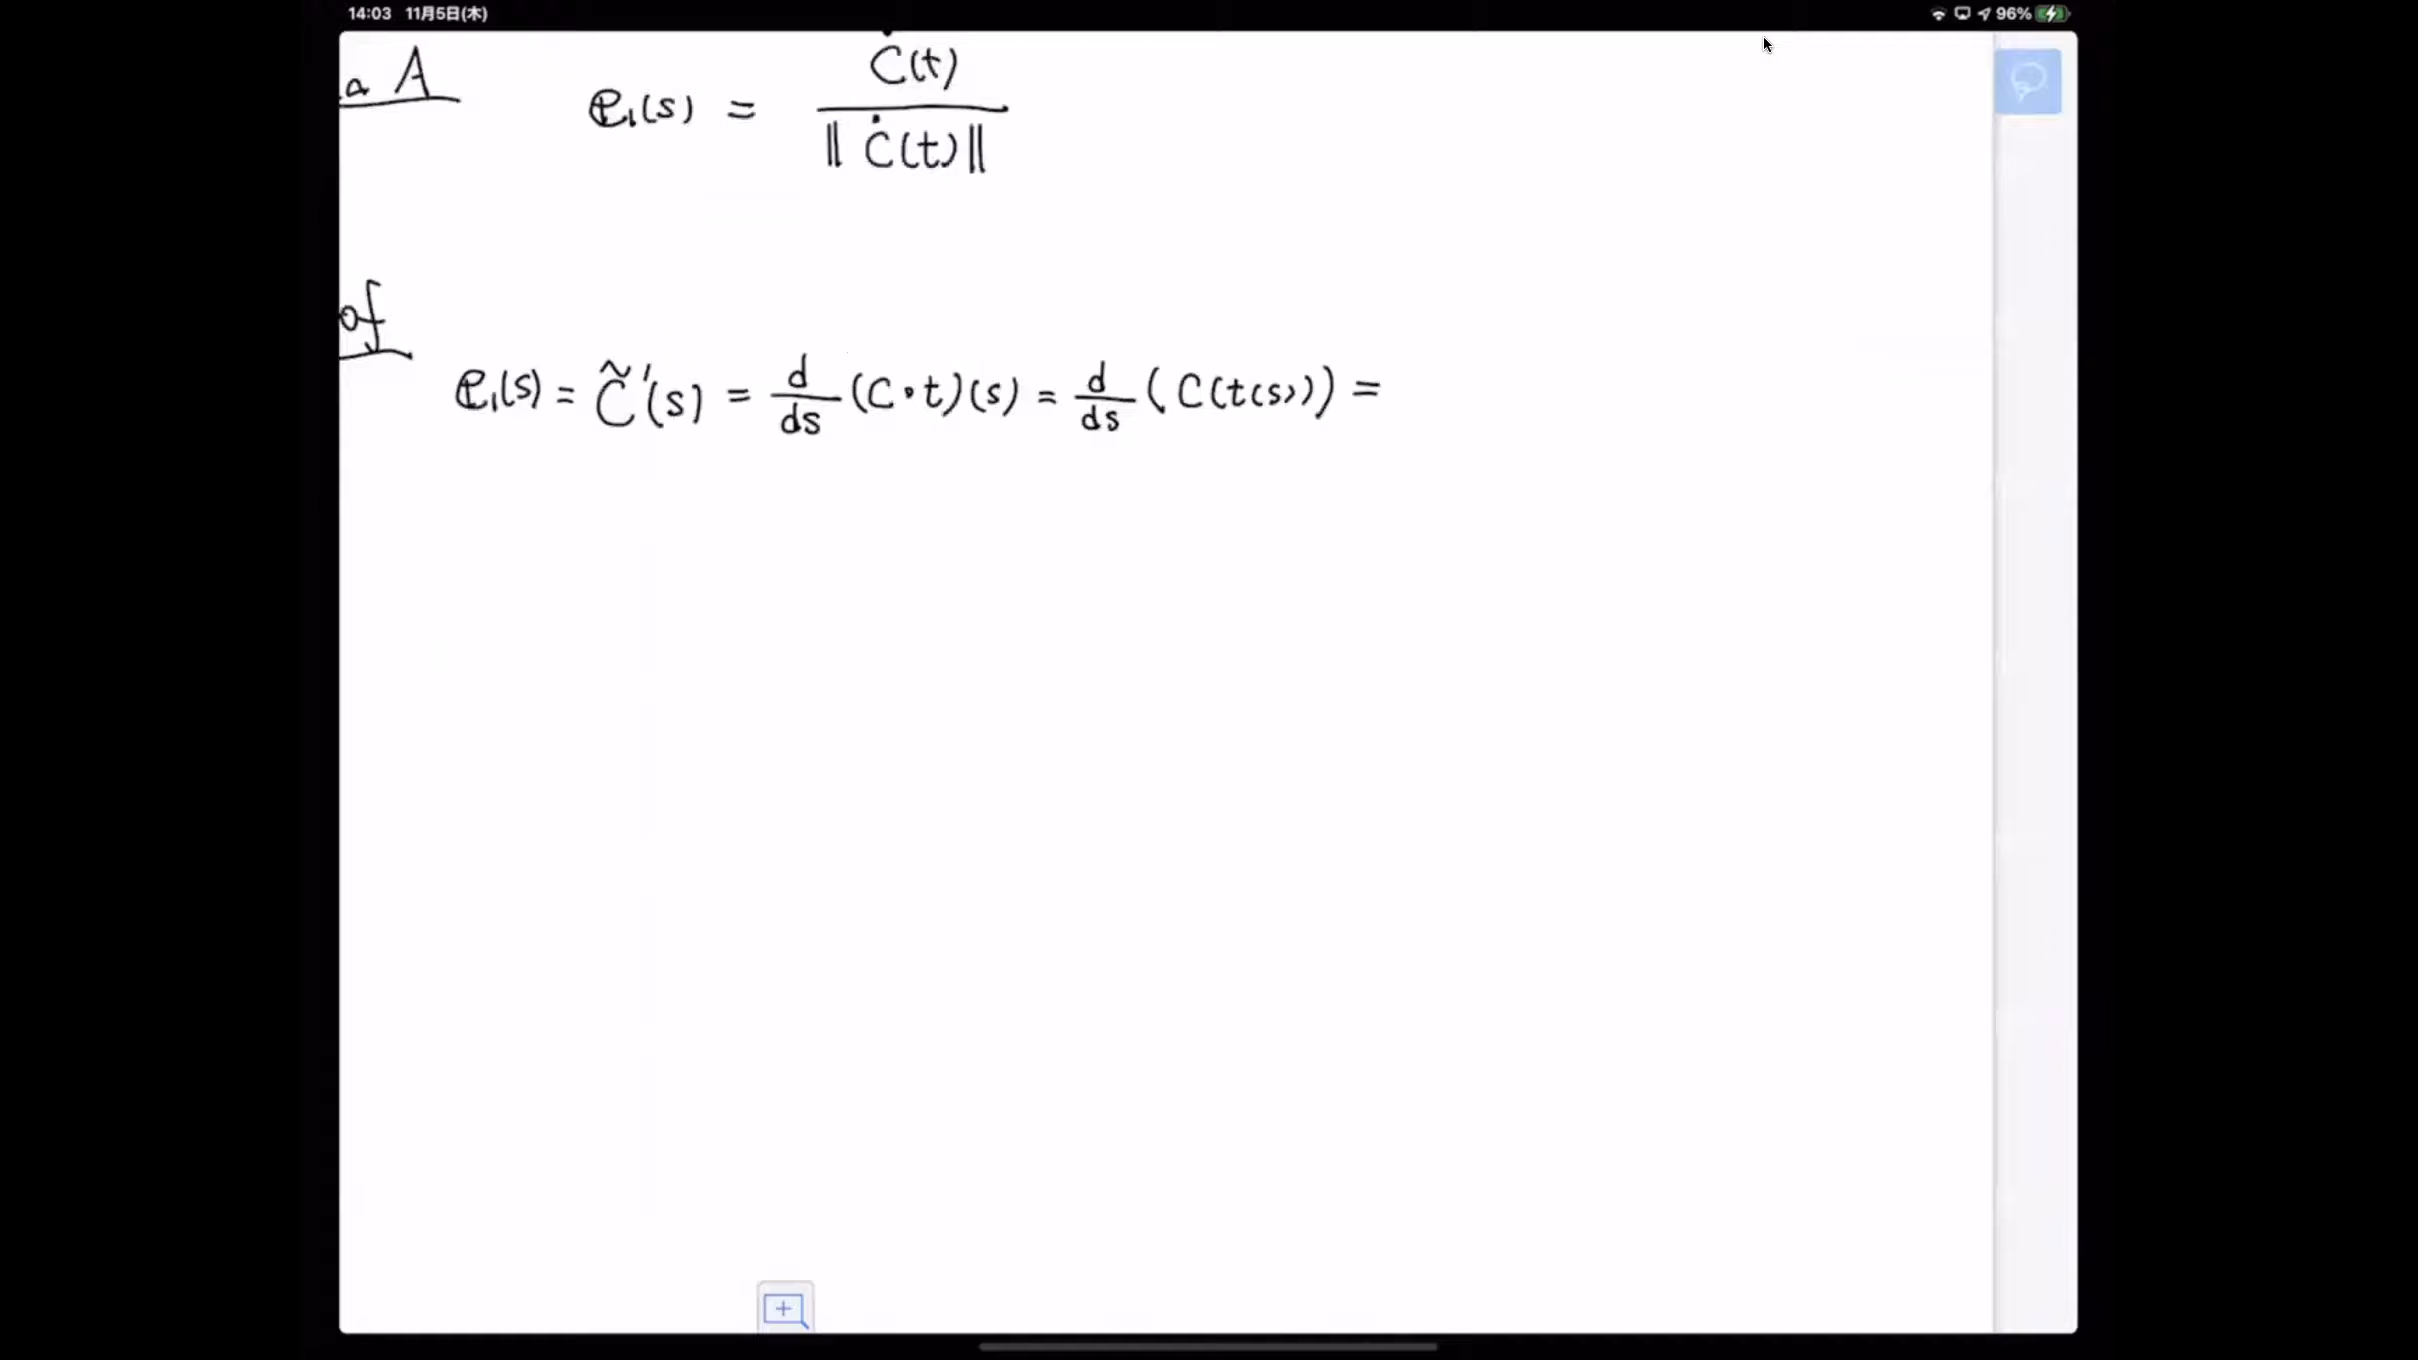 14:03 11月5日(木) 96%
a A e₁(s) = Ċ(t) / ‖Ċ(t)‖
of
e₁(s) = C̃'(s) = d/ds (C∘t)(s) = d/ds (C(t(s))) =